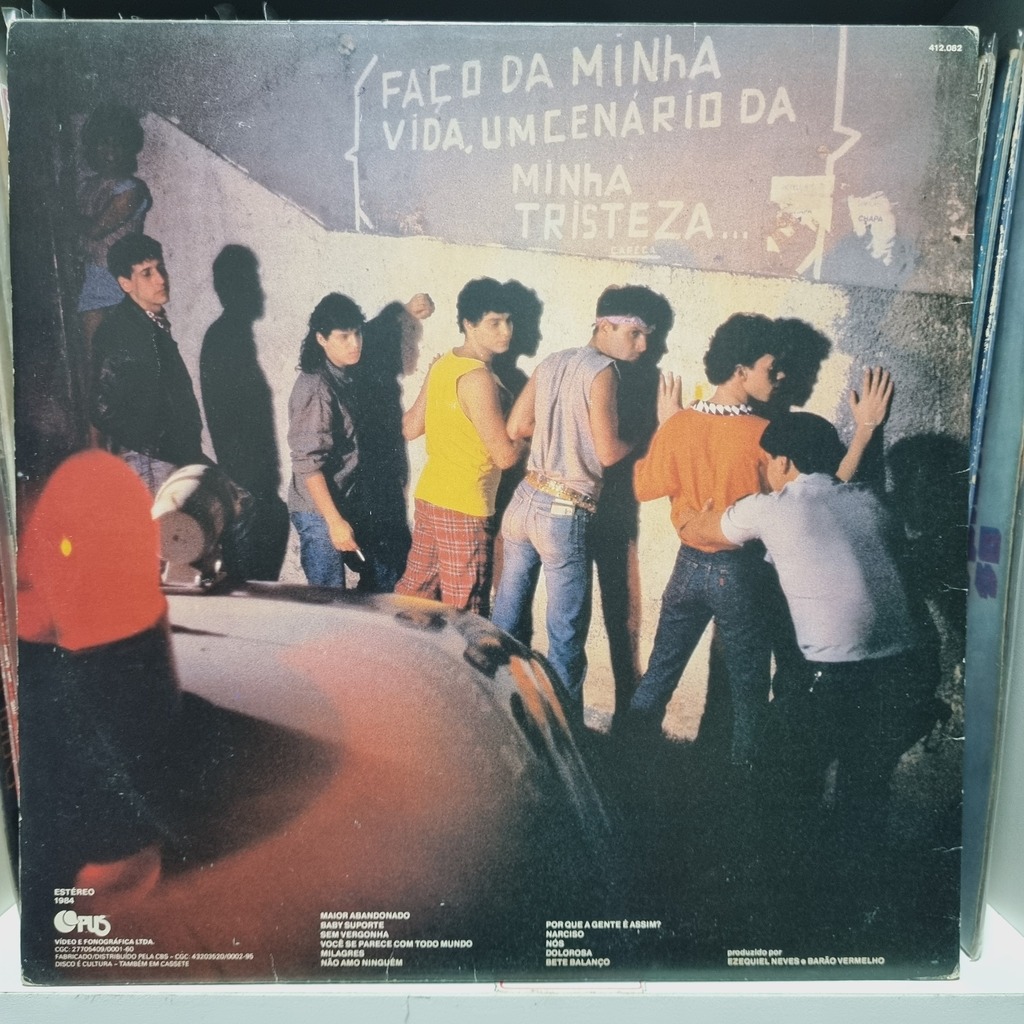 412.082
FAÇO DA MINhA
VIDA, UM CENÁRIO DA
MINhA
TRISTEZA...
CAPÉÇA
ESTÉREO
1984
OPUS
VÍDEO E FONOGRÁFICA LTDA.
CGC: 27705409/0001-60
FABRICADO/DISTRIBUÍDO PELA CBS - CGC: 43203520/0002-95
DISCO É CULTURA - TAMBÉM EM CASSETE
MAIOR ABANDONADO
BABY SUPORTE
SEM VERGONHA
VOCÊ SE PARECE COM TODO MUNDO
MILAGRES
NÃO AMO NINGUÉM
POR QUE A GENTE É ASSIM?
NARCISO
NÓS
DOLOROSA
BETE BALANÇO
produzido por
EZEQUIEL NEVES e BARÃO VERMELHO